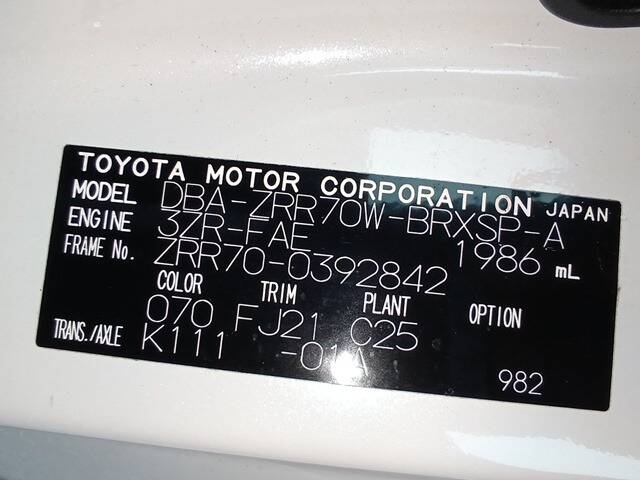 TOYOTA MOTOR CORPORATION JAPAN
MODEL DBA-ZRR70W-BRXSP-A
ENGINE 3ZR-FAE 1986 mL
FRAME No. ZRR70-0392842
COLOR TRIM PLANT OPTION
070 FJ21 C25
TRANS./AXLE K111 -01A
982